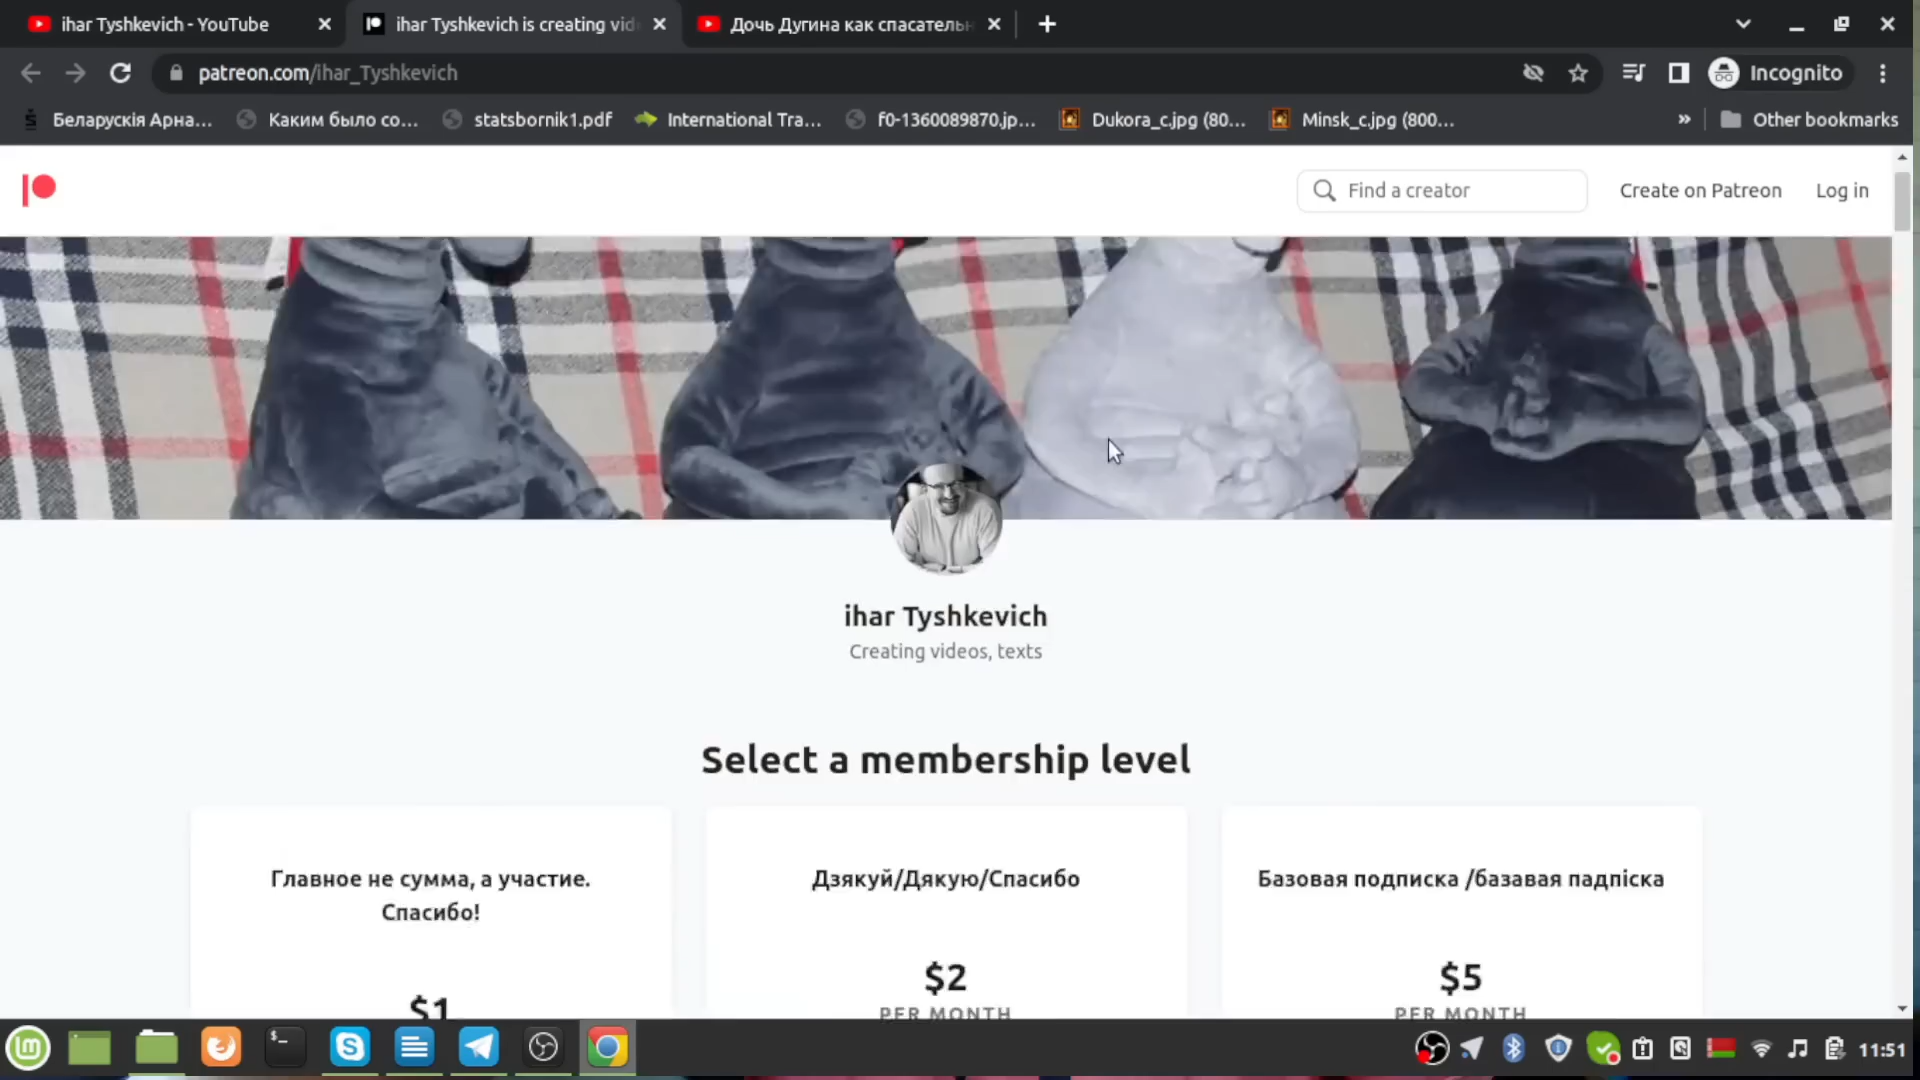 ihar Tyshkevich - YouTube
ihar Tyshkevich is creating vid
Дочь Дугина как спасательн
patreon.com/ihar_Tyshkevich
Incognito
Беларускія Арна...
Каким было со...
statsbornik1.pdf
International Tra...
f0-1360089870.jp...
Dukora_c.jpg (80...
Minsk_c.jpg (800...
»
Other bookmarks
Find a creator
Create on Patreon
Log in
ihar Tyshkevich
Creating videos, texts
Select a membership level
Главное не сумма, а участие.
Спасибо!
$1
Дзякуй/Дякую/Спасибо
$2
PER MONTH
Базовая подписка /базавая падпіска
$5
PER MONTH
11:51